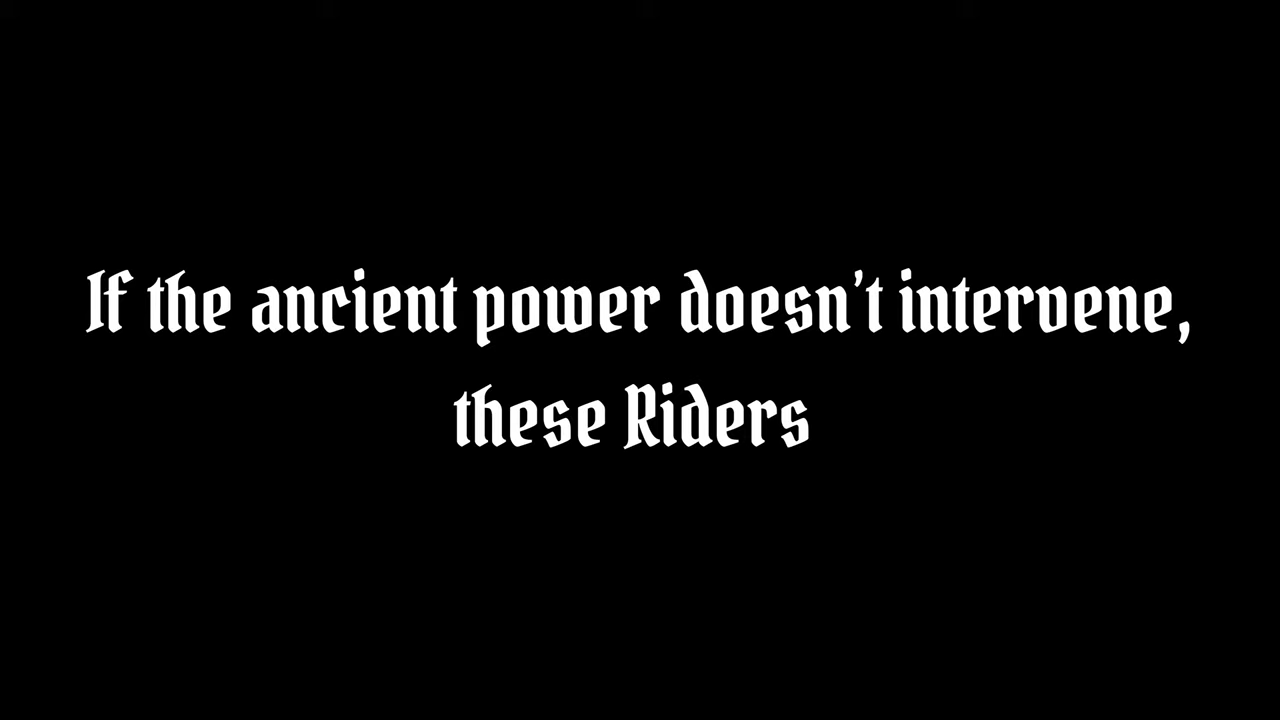 If the ancient power doesn't intervene,
these Riders